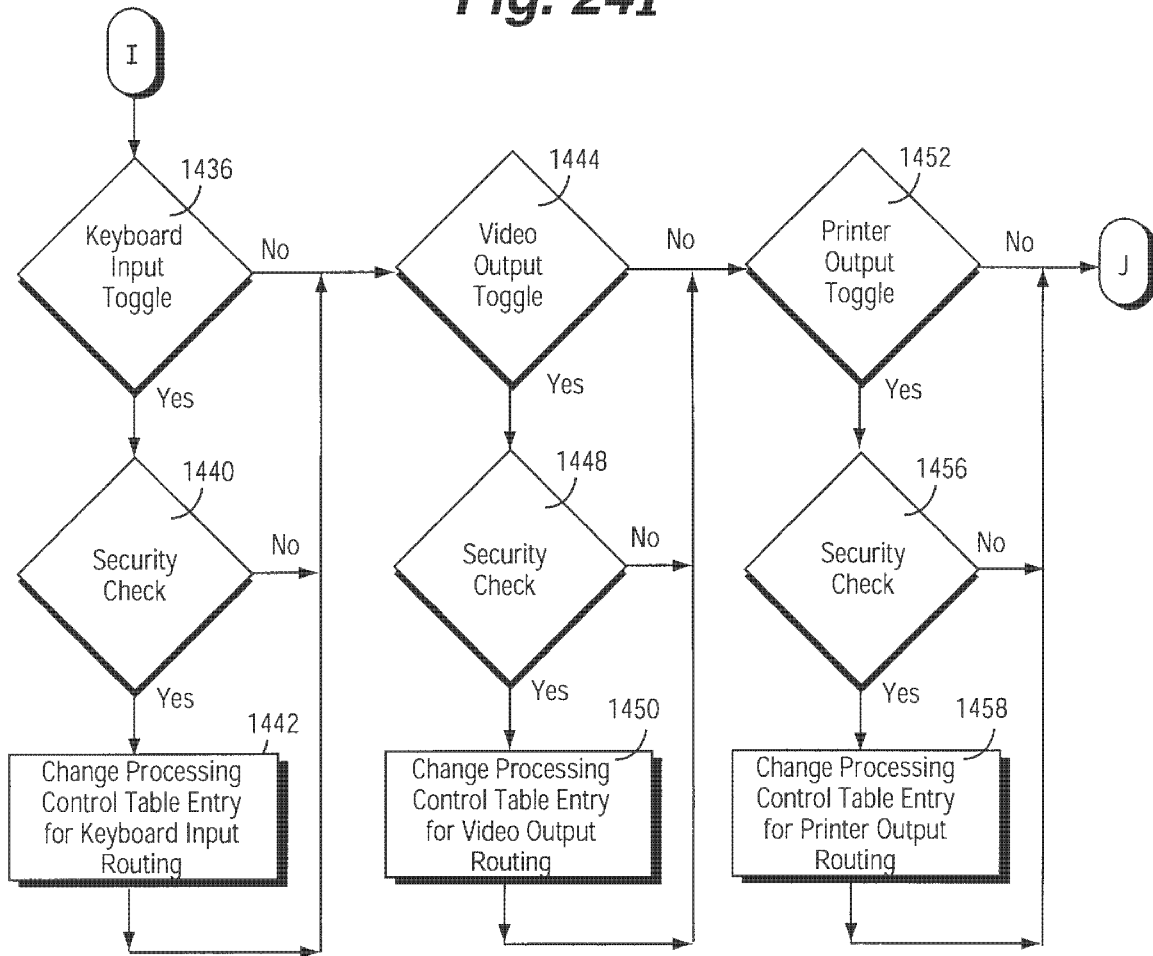 Fig. 24I
I
1436
Keyboard
Input
Toggle
No
Yes
1440
Security
Check
No
Yes
1442
Change Processing
Control Table Entry
for Keyboard Input
Routing
1444
Video
Output
Toggle
No
Yes
1448
Security
Check
No
Yes
1450
Change Processing
Control Table Entry
for Video Output
Routing
1452
Printer
Output
Toggle
No
Yes
1456
Security
Check
No
Yes
1458
Change Processing
Control Table Entry
for Printer Output
Routing
J